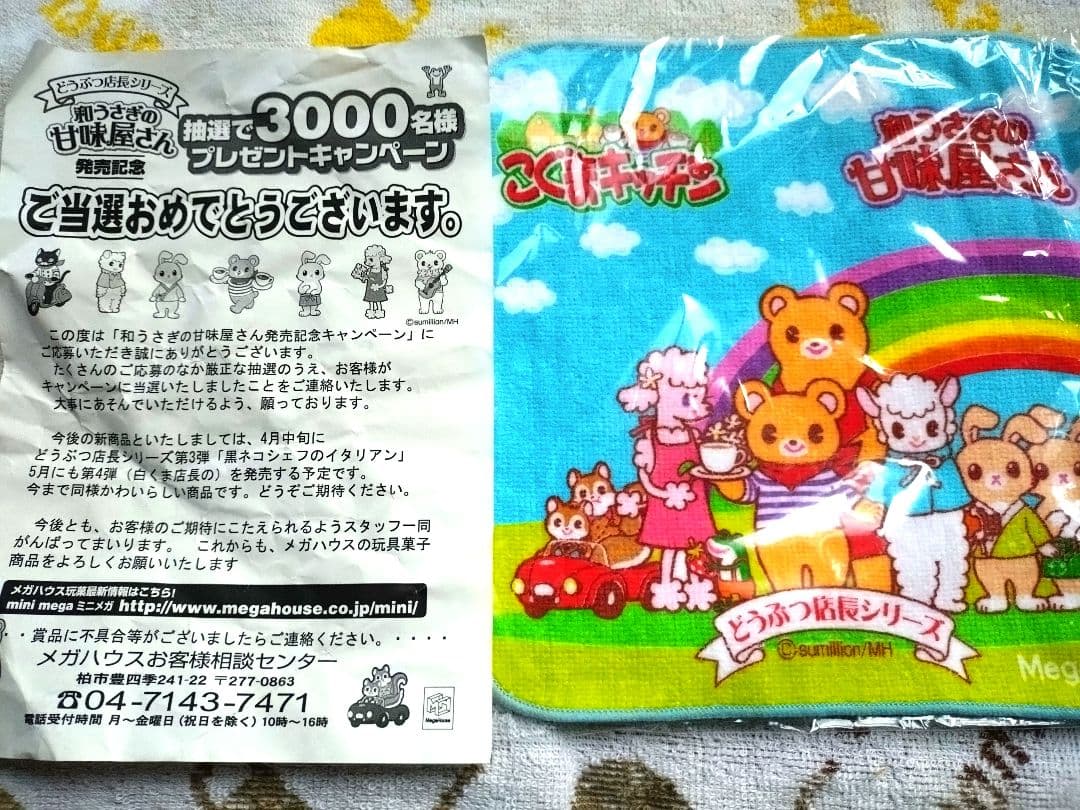 どうぶつ店長シリーズ
和うさぎの
甘味屋さん
発売記念
抽選で3000名様
プレゼントキャンペーン
ご当選おめでとうございます。
©sumillion/MH
この度は「和うさぎの甘味屋さん発売記念キャンペーン」に
ご応募いただき誠にありがとうございます。
たくさんのご応募のなか厳正な抽選のうえ、お客様が
キャンペーンに当選いたしましたことをご連絡いたします。
大事にあそんでいただけるよう、願っております。
今後の新商品といたしましては、4月中旬に
どうぶつ店長シリーズ第3弾「黒ネコシェフのイタリアン」
5月にも第4弾（白くま店長の）を発売する予定です。
今まで同様かわいらしい商品です。どうぞご期待ください。
今後とも、お客様のご期待にこたえられるようスタッフ一同
がんばってまいります。 これからも、メガハウスの玩具菓子
商品をよろしくお願いいたします
メガハウス玩菓最新情報はこちら!
mini mega ミニメガ http://www.megahouse.co.jp/mini/
・・賞品に不具合等がございましたらご連絡ください。・・・・
メガハウスお客様相談センター
柏市豊四季241-22 〒277-0863
☎04-7143-7471
電話受付時間 月～金曜日(祝日を除く)10時～16時
MegaHouse
こぐまキッチン
和うさぎの
甘味屋さん
どうぶつ店長シリーズ
©sumillion/MH
Meg